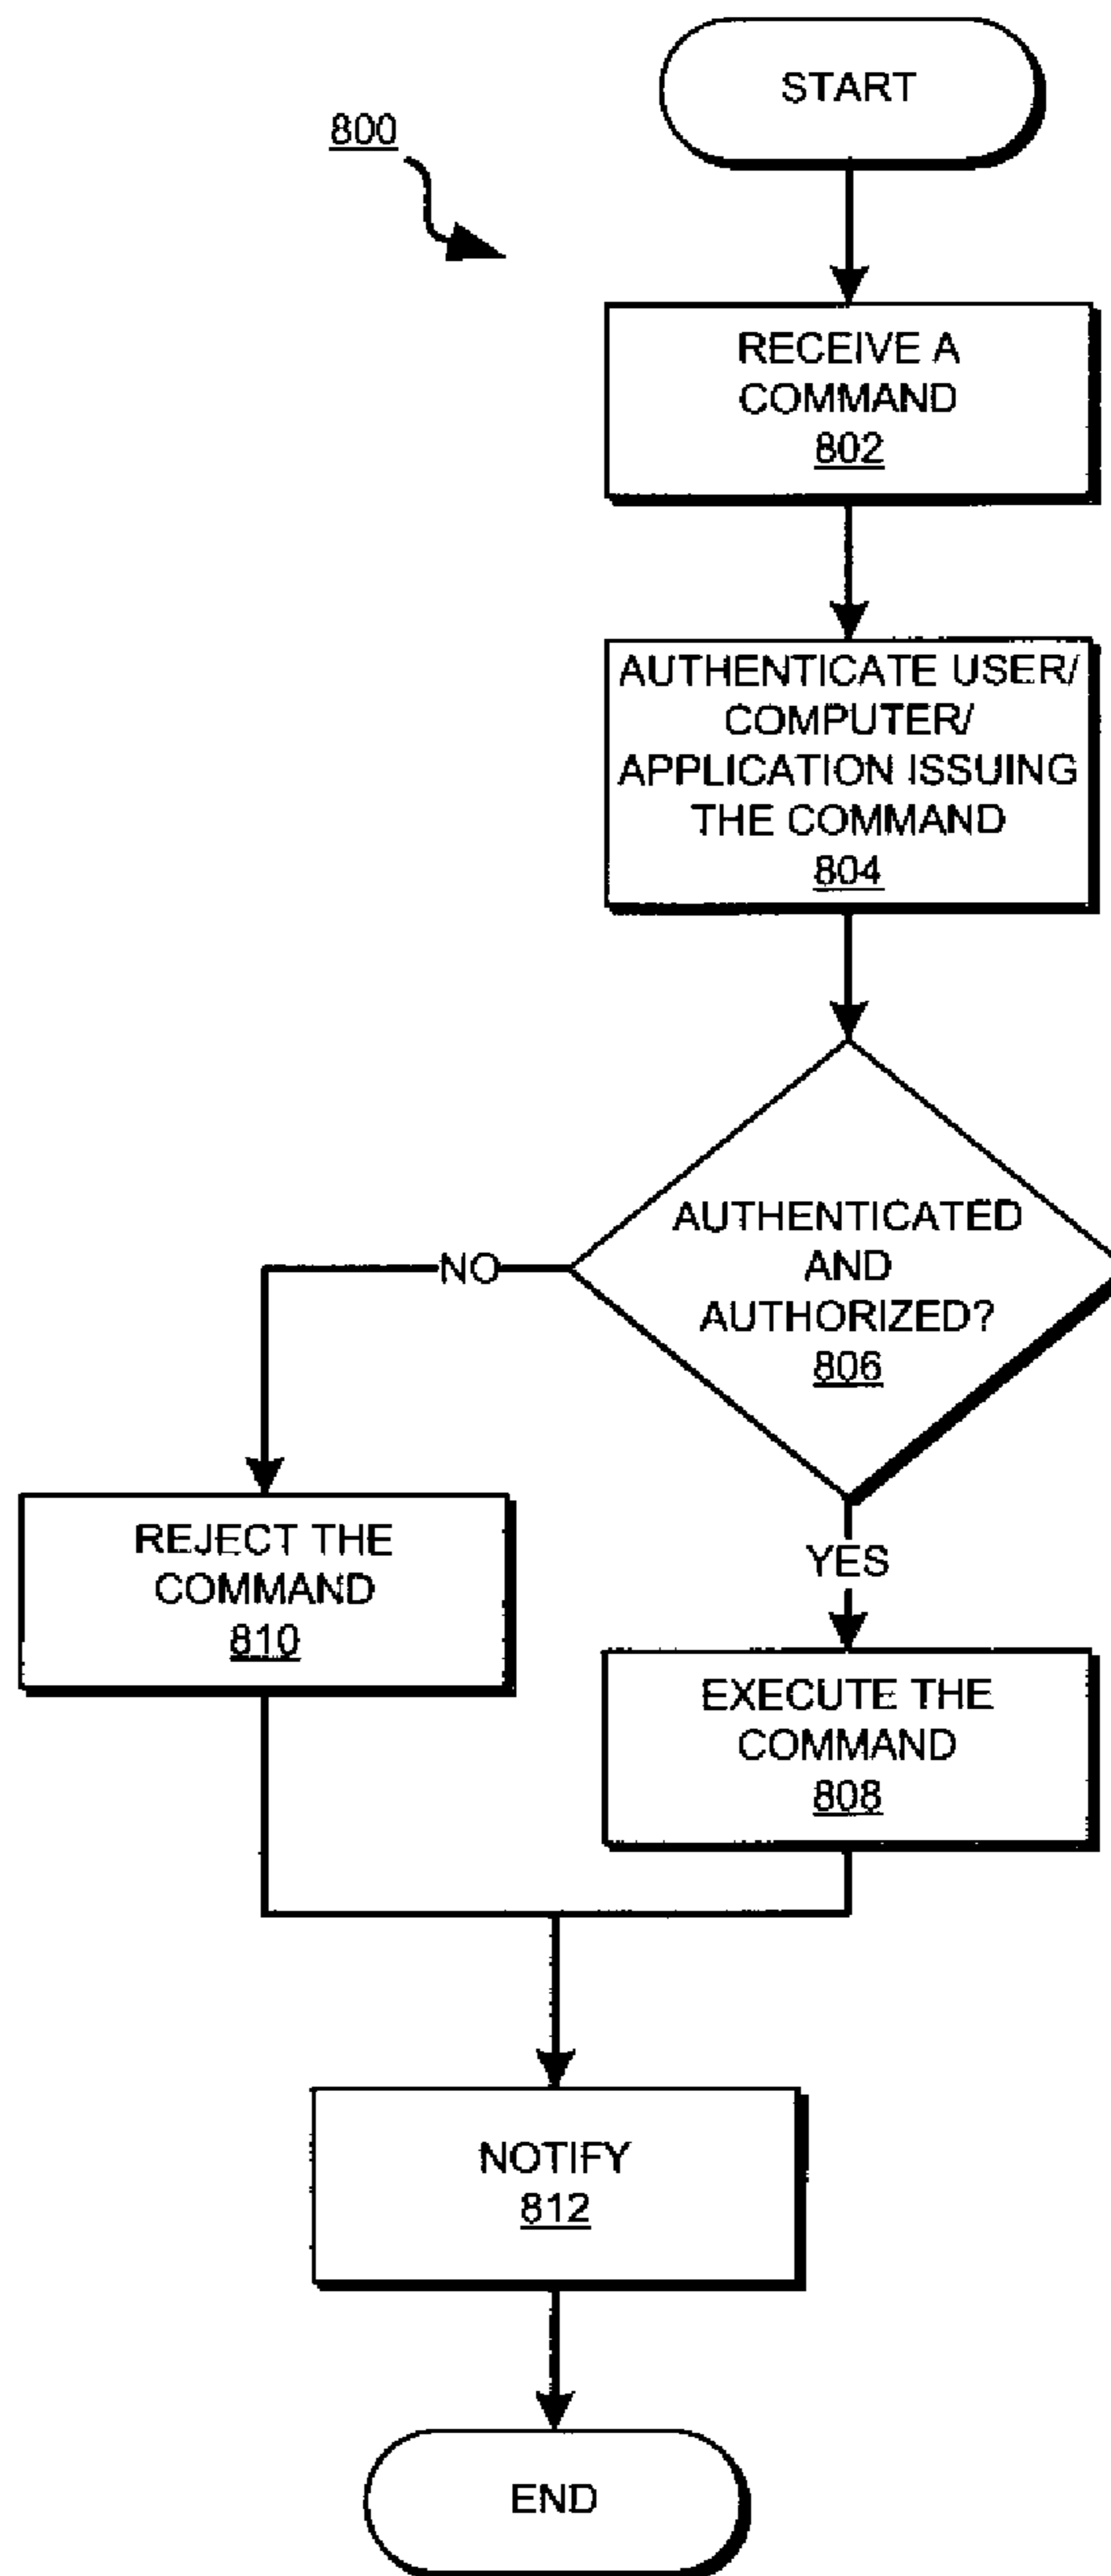 START
800
RECEIVE A
COMMAND
802
AUTHENTICATE USER/
COMPUTER/
APPLICATION ISSUING
THE COMMAND
804
AUTHENTICATED
AND
AUTHORIZED?
806
NO
YES
REJECT THE
COMMAND
810
EXECUTE THE
COMMAND
808
NOTIFY
812
END